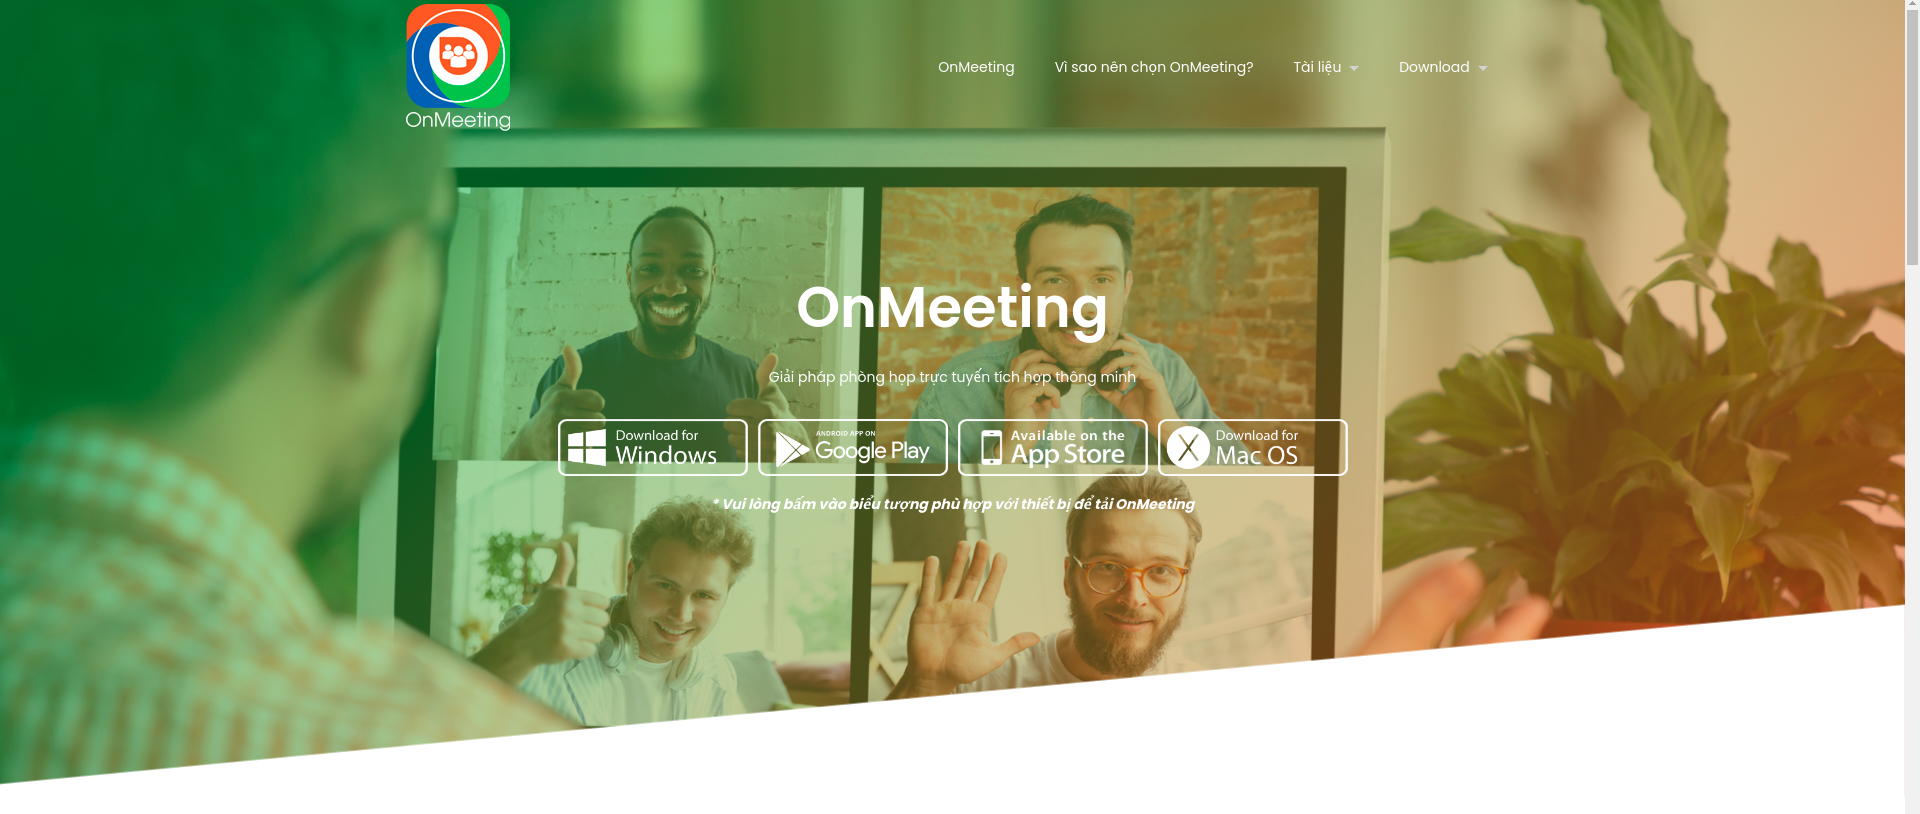 OnMeeting
OnMeeting
Vì sao nên chọn OnMeeting?
Tài liệu
Download
OnMeeting
Giải pháp phòng họp trực tuyến tích hợp thông minh
Download for
Windows
ANDROID APP ON
Google Play
Available on the
App Store
Download for
Mac OS
* Vui lòng bấm vào biểu tượng phù hợp với thiết bị để tải OnMeeting